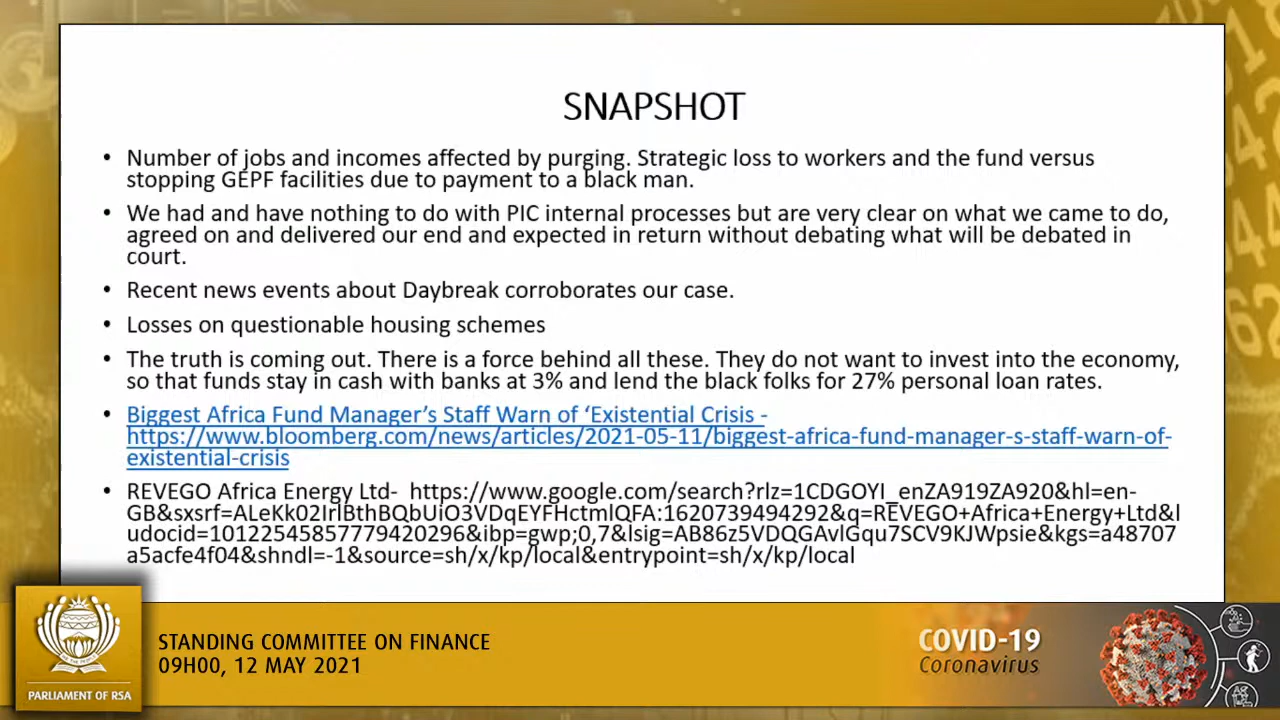 SNAPSHOT
• Number of jobs and incomes affected by purging. Strategic loss to workers and the fund versus
stopping GEPF facilities due to payment to a black man.
• We had and have nothing to do with PIC internal processes but are very clear on what we came to do,
agreed on and delivered our end and expected in return without debating what will be debated in
court.
• Recent news events about Daybreak corroborates our case.
• Losses on questionable housing schemes
• The truth is coming out. There is a force behind all these. They do not want to invest into the economy,
so that funds stay in cash with banks at 3% and lend the black folks for 27% personal loan rates.
• Biggest Africa Fund Manager's Staff Warn of ‘Existential Crisis -
https://www.bloomberg.com/news/articles/2021-05-11/biggest-africa-fund-manager-s-staff-warn-of-
existential-crisis
• REVEGO Africa Energy Ltd- https://www.google.com/search?rlz=1CDGOYI_enZA919ZA920&hl=en-
GB&sxsrf=ALeKk02IrlBthBQbUiO3VDqEYFHctmlQFA:1620739494292&q=REVEGO+Africa+Energy+Ltd&l
udocid=10122545857779420296&ibp=gwp;0,7&lsig=AB86z5VDQGAvlGqu7SCV9KJWpsie&kgs=a48707
a5acfe4f04&shndl=-1&source=sh/x/kp/local&entrypoint=sh/x/kp/local
STANDING COMMITTEE ON FINANCE
09H00, 12 MAY 2021
PARLIAMENT OF RSA
COVID-19
Coronavirus